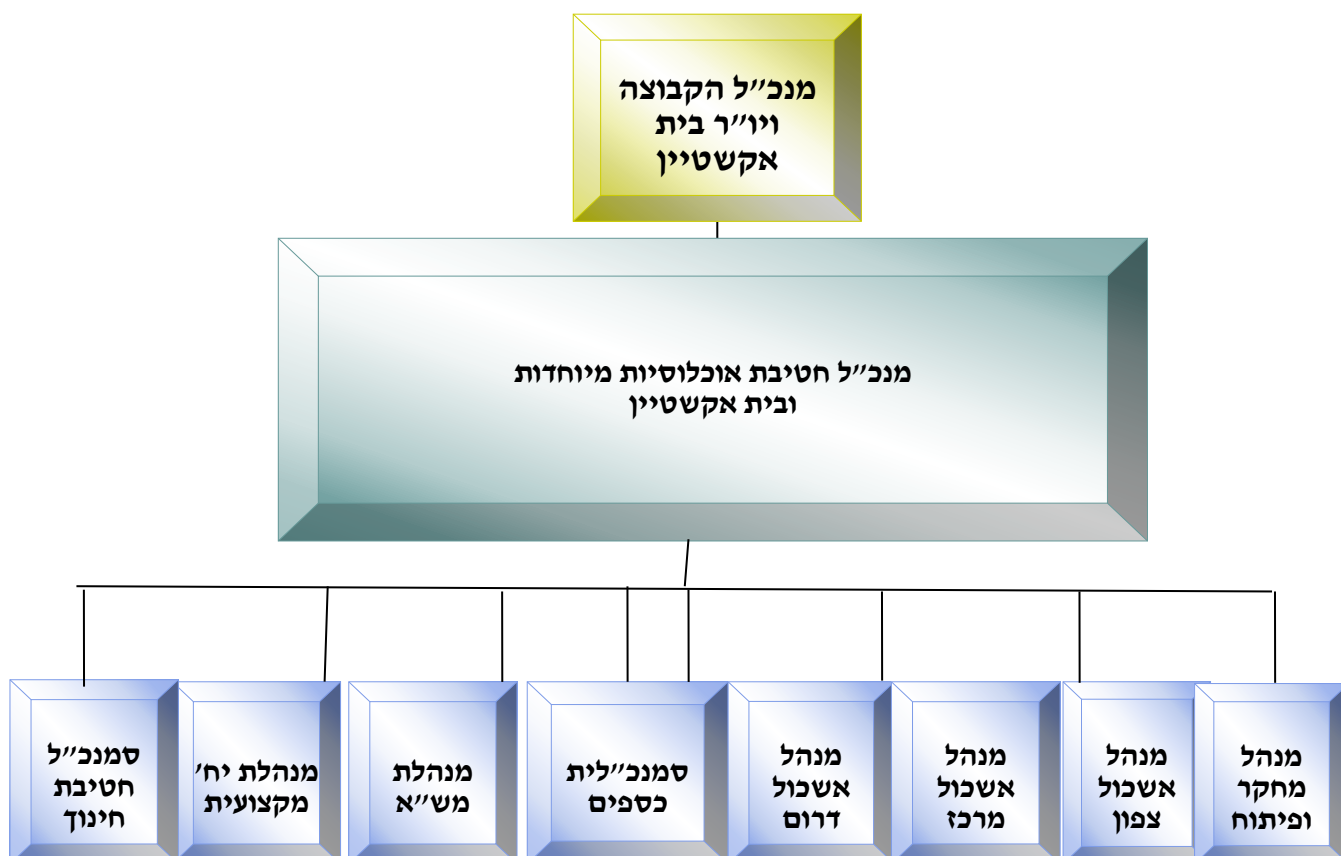 מנכ״ל הקבוצה
ויו״ר בית
אקשטיין
מנכ״ל חטיבת אוכלוסיות מיוחדות
ובית אקשטיין
מנהל
מחקר
ופיתוח
מנהל
אשכול
צפון
מנהל
אשכול
מרכז
מנהל
אשכול
דרום
סמנכ״לית
כספים
מנהלת
מש״א
מנהלת יח׳
מקצועית
סמנכ״ל
חטיבת
חינוך